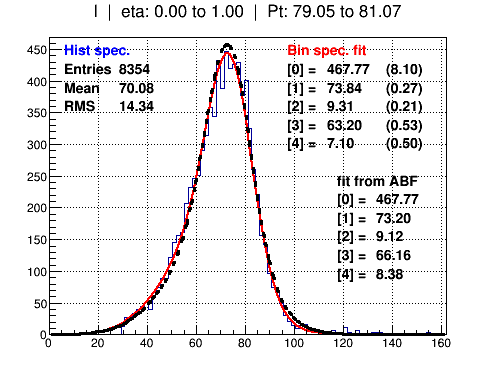 I | eta: 0.00 to 1.00 | Pt: 79.05 to 81.07
Hist spec.
Entries 8354
Mean 70.08
RMS 14.34
Bin spec. fit
[0] = 467.77 (8.10)
[1] = 73.84 (0.27)
[2] = 9.31 (0.21)
[3] = 63.20 (0.53)
[4] = 7.10 (0.50)
fit from ABF
[0] = 467.77
[1] = 73.20
[2] = 9.12
[3] = 66.16
[4] = 8.38
450
400
350
300
250
200
150
100
50
0
0 20 40 60 80 100 120 140 160